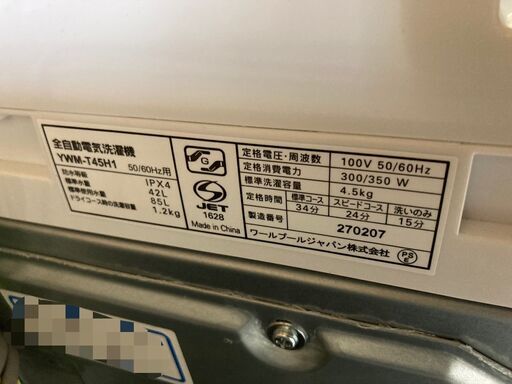 全自動電気洗濯機
YWM-T45H1
50/60Hz用
防水等級 IPX4
標準水量 42L
標準使用水量 85L
ドライコース時の洗濯容量 1.2kg
G
JET
1628
Made in China
定格電圧・周波数 100V 50/60Hz
定格消費電力 300/350 W
標準洗濯容量 4.5kg
定格時間 標準コース スピードコース 洗いのみ
34分 24分 15分
製造番号 270207
ワールプールジャパン株式会社
PS
E